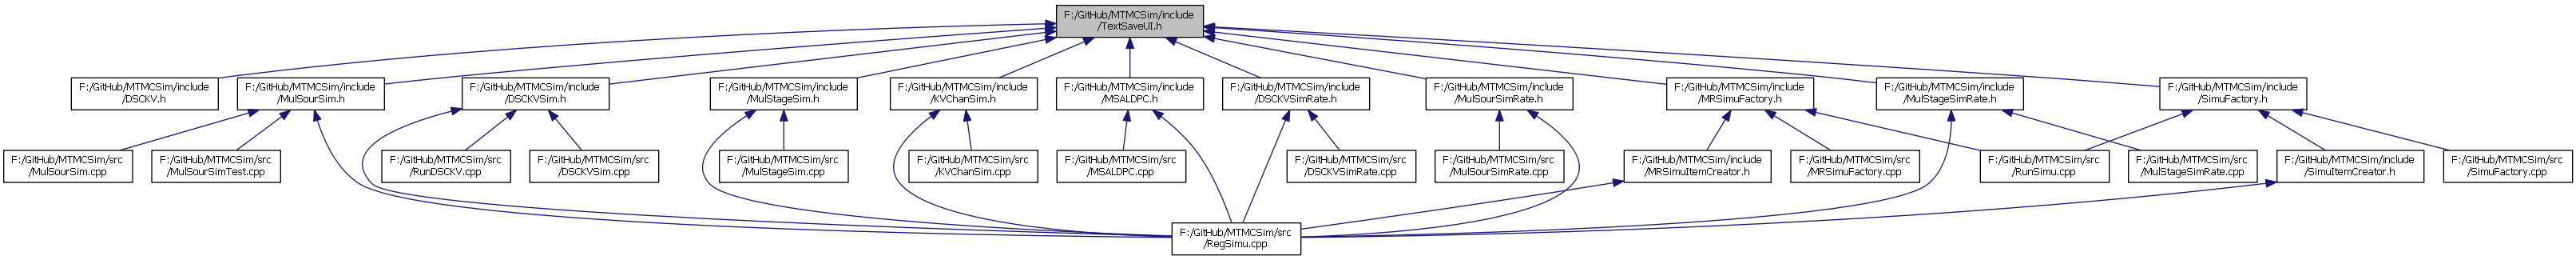 F:/GitHub/MTMCSim/include
/TextSaveUI.h
F:/GitHub/MTMCSim/include
/DSCKV.h
F:/GitHub/MTMCSim/include
/MulSourSim.h
F:/GitHub/MTMCSim/include
/DSCKVSim.h
F:/GitHub/MTMCSim/include
/MulStageSim.h
F:/GitHub/MTMCSim/include
/KVChanSim.h
F:/GitHub/MTMCSim/include
/MSALDPC.h
F:/GitHub/MTMCSim/include
/DSCKVSimRate.h
F:/GitHub/MTMCSim/include
/MulSourSimRate.h
F:/GitHub/MTMCSim/include
/MRSimuFactory.h
F:/GitHub/MTMCSim/include
/MulStageSimRate.h
F:/GitHub/MTMCSim/include
/SimuFactory.h
F:/GitHub/MTMCSim/src
/MulSourSim.cpp
F:/GitHub/MTMCSim/src
/MulSourSimTest.cpp
F:/GitHub/MTMCSim/src
/RunDSCKV.cpp
F:/GitHub/MTMCSim/src
/DSCKVSim.cpp
F:/GitHub/MTMCSim/src
/MulStageSim.cpp
F:/GitHub/MTMCSim/src
/KVChanSim.cpp
F:/GitHub/MTMCSim/src
/MSALDPC.cpp
F:/GitHub/MTMCSim/src
/DSCKVSimRate.cpp
F:/GitHub/MTMCSim/src
/MulSourSimRate.cpp
F:/GitHub/MTMCSim/include
/MRSimuItemCreator.h
F:/GitHub/MTMCSim/src
/MRSimuFactory.cpp
F:/GitHub/MTMCSim/src
/RunSimu.cpp
F:/GitHub/MTMCSim/src
/MulStageSimRate.cpp
F:/GitHub/MTMCSim/include
/SimuItemCreator.h
F:/GitHub/MTMCSim/src
/SimuFactory.cpp
F:/GitHub/MTMCSim/src
/RegSimu.cpp